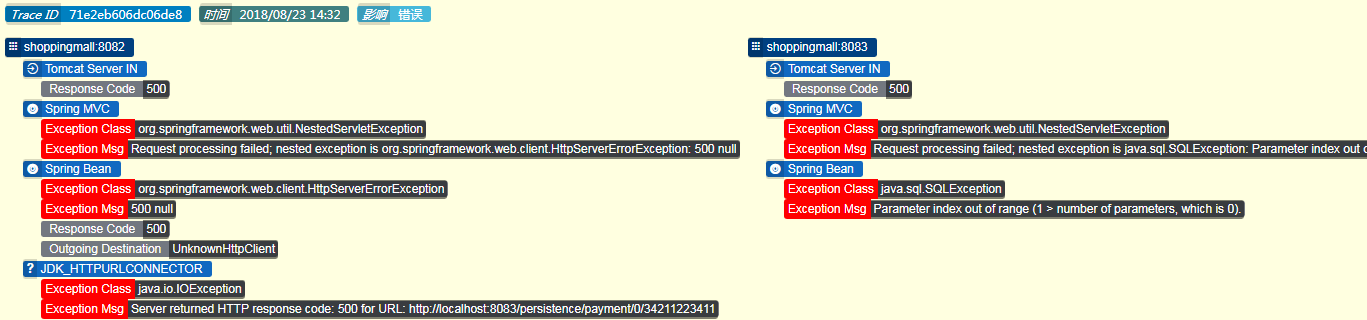 Trace ID 71e2eb606dc06de8 时间 2018/08/23 14:32 影响 错误
shoppingmall:8082
Tomcat Server IN
Response Code 500
Spring MVC
Exception Class org.springframework.web.util.NestedServletException
Exception Msg Request processing failed; nested exception is org.springframework.web.client.HttpServerErrorException: 500 null
Spring Bean
Exception Class org.springframework.web.client.HttpServerErrorException
Exception Msg 500 null
Response Code 500
Outgoing Destination UnknownHttpClient
? JDK_HTTPURLCONNECTOR
Exception Class java.io.IOException
Exception Msg Server returned HTTP response code: 500 for URL: http://localhost:8083/persistence/payment/0/34211223411
shoppingmall:8083
Tomcat Server IN
Response Code 500
Spring MVC
Exception Class org.springframework.web.util.NestedServletException
Exception Msg Request processing failed; nested exception is java.sql.SQLException: Parameter index out o
Spring Bean
Exception Class java.sql.SQLException
Exception Msg Parameter index out of range (1 > number of parameters, which is 0).